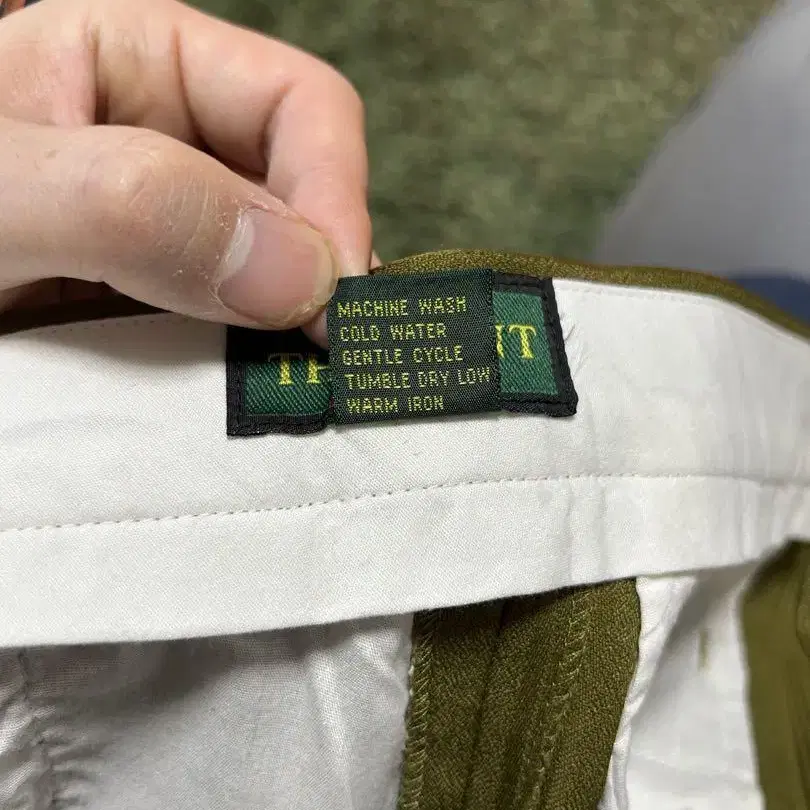 MACHINE WASH
COLD WATER
GENTLE CYCLE
TUMBLE DRY LOW
WARM IRON